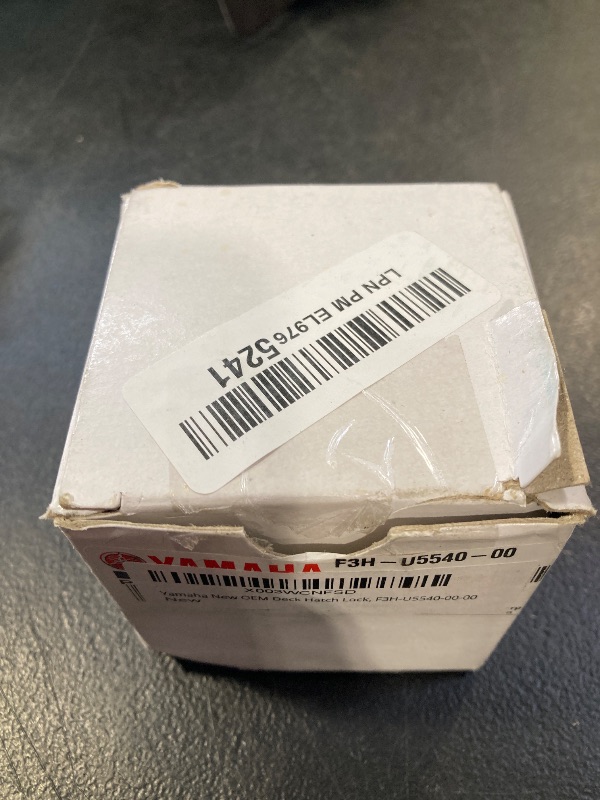 LPN PM EL9765241
YAMAHA F3H-U5540-00
X003WCNFSD
Yamaha New OEM Deck Hatch Lock, F3H-U5540-00-00
New